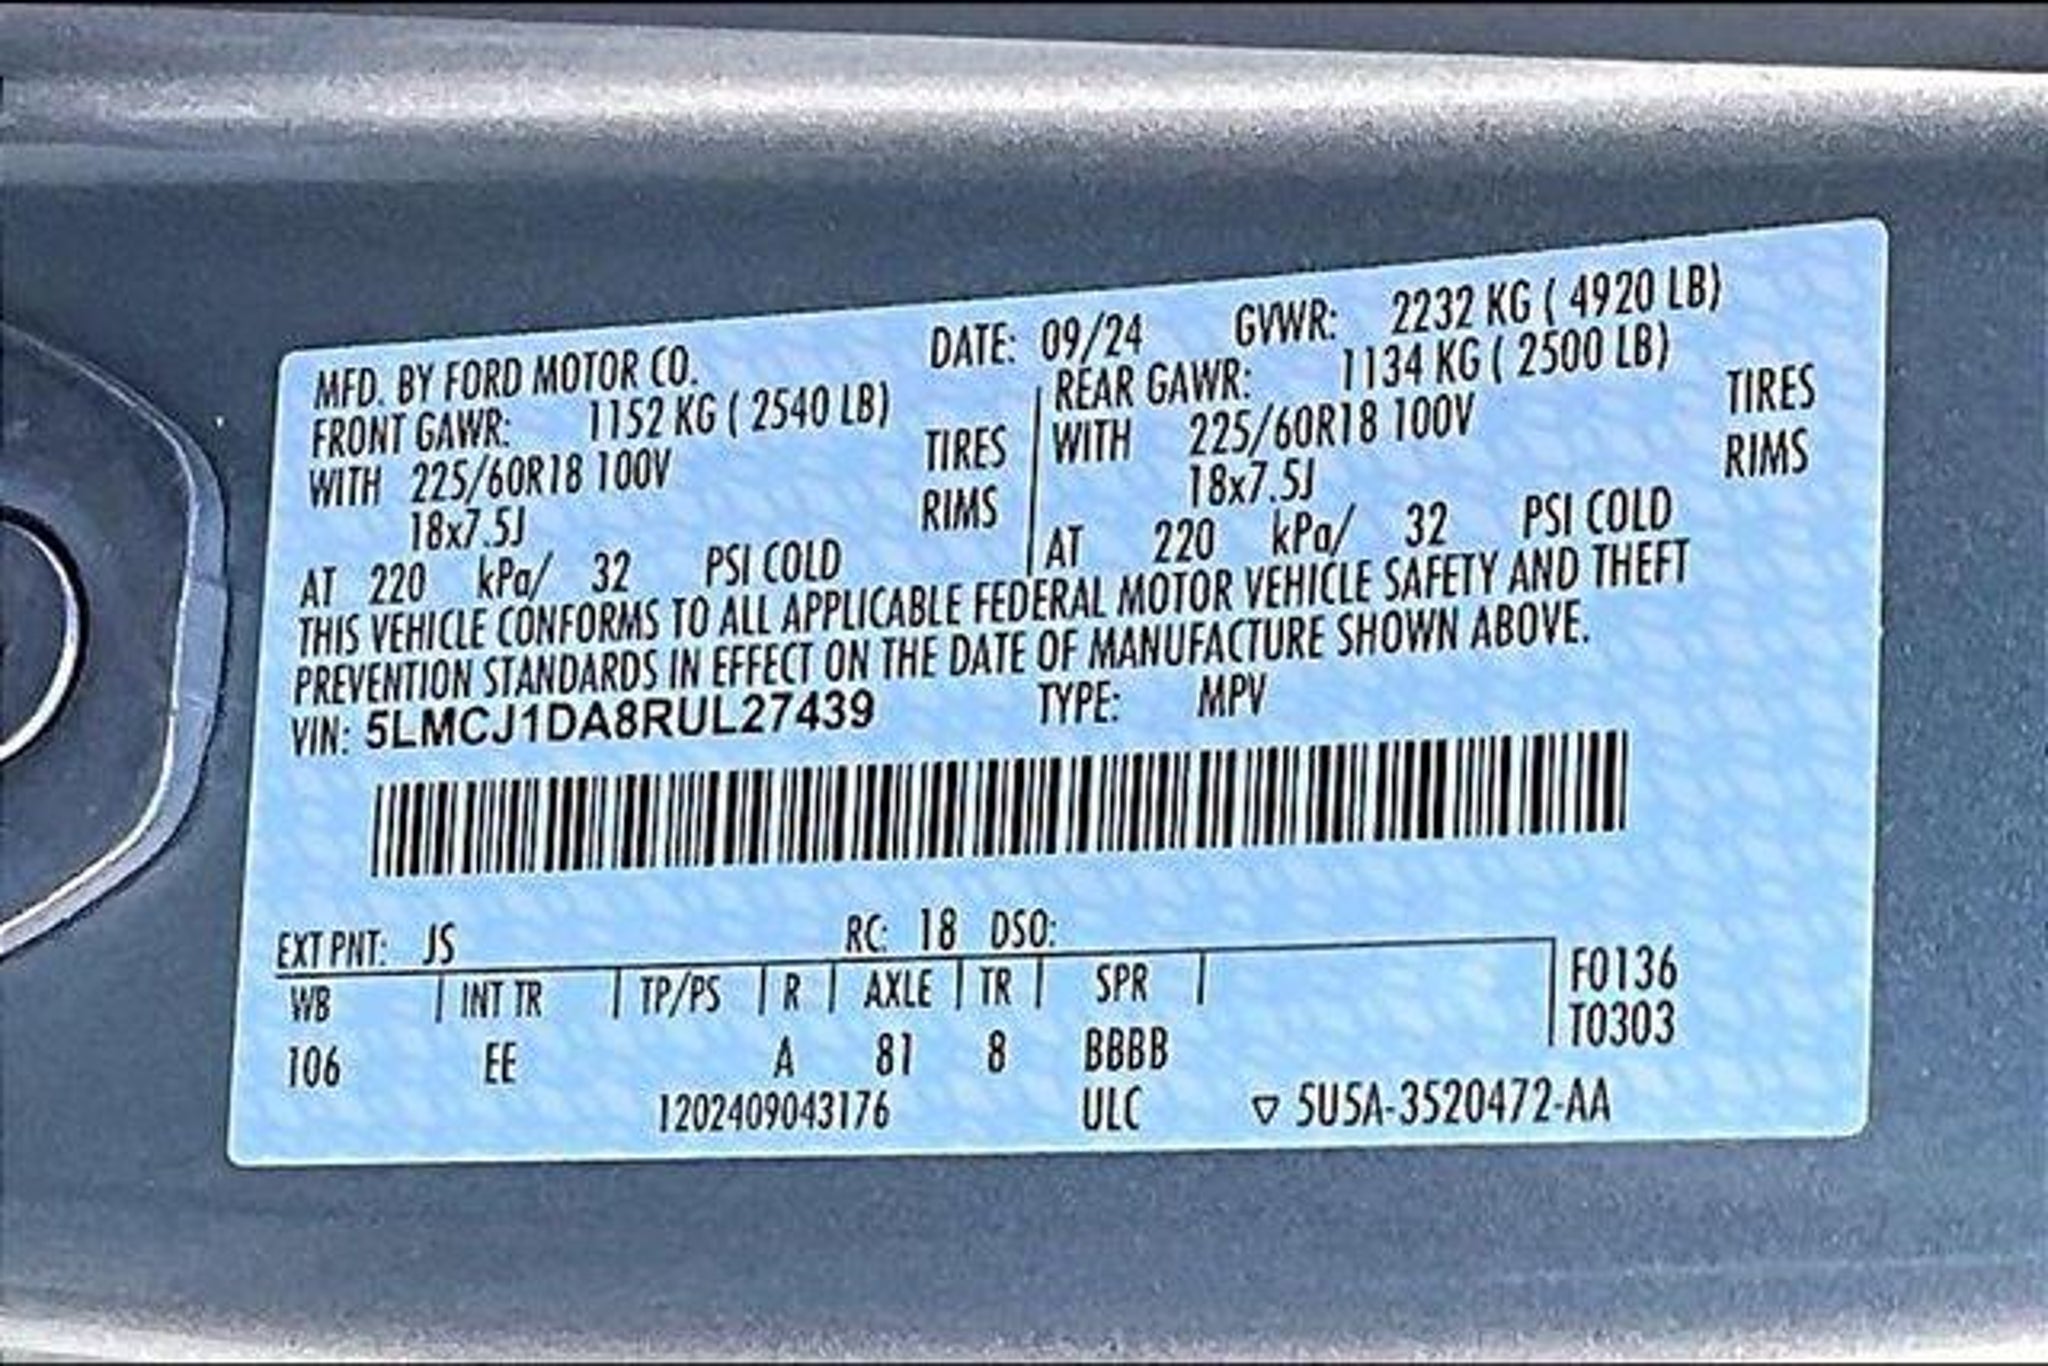 MFD. BY FORD MOTOR CO. DATE: 09/24 GVWR: 2232 KG ( 4920 LB)
FRONT GAWR: 1152 KG ( 2540 LB) REAR GAWR: 1134 KG ( 2500 LB)
WITH 225/60R18 100V TIRES WITH 225/60R18 100V TIRES
18x7.5J RIMS 18x7.5J RIMS
AT 220 kPa/ 32 PSI COLD AT 220 kPa/ 32 PSI COLD
THIS VEHICLE CONFORMS TO ALL APPLICABLE FEDERAL MOTOR VEHICLE SAFETY AND THEFT
PREVENTION STANDARDS IN EFFECT ON THE DATE OF MANUFACTURE SHOWN ABOVE.
VIN: 5LMCJ1DA8RUL27439 TYPE: MPV
EXT PNT: JS RC: 18 DSO:
WB INT TR TP/PS R AXLE TR SPR F0136
T0303
106 EE A 81 8 BBBB
1202409043176 ULC ▽ 5U5A-3520472-AA